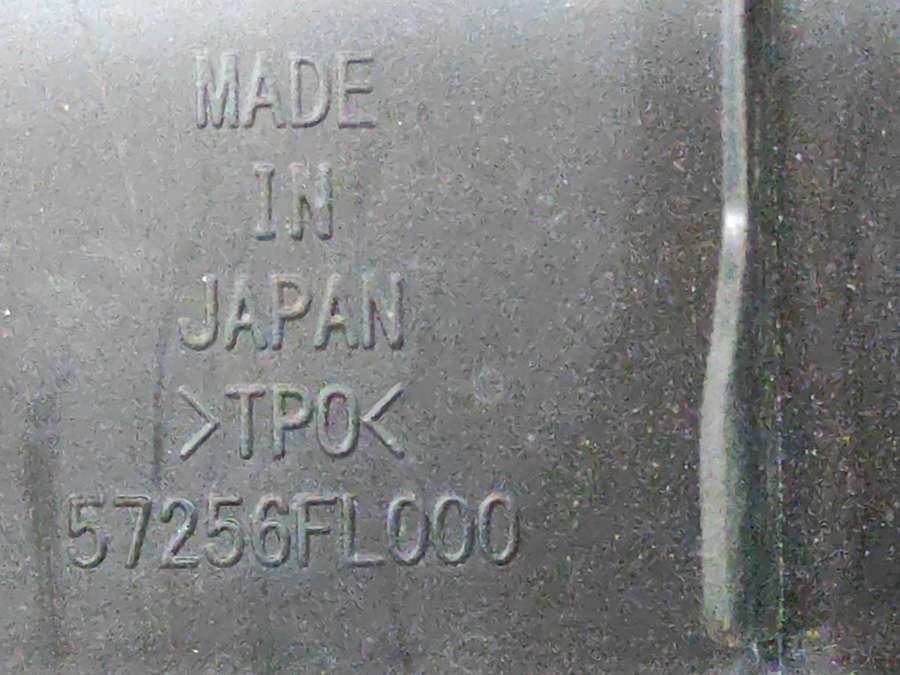 MADE
IN
JAPAN
>TPO<
57256FL000